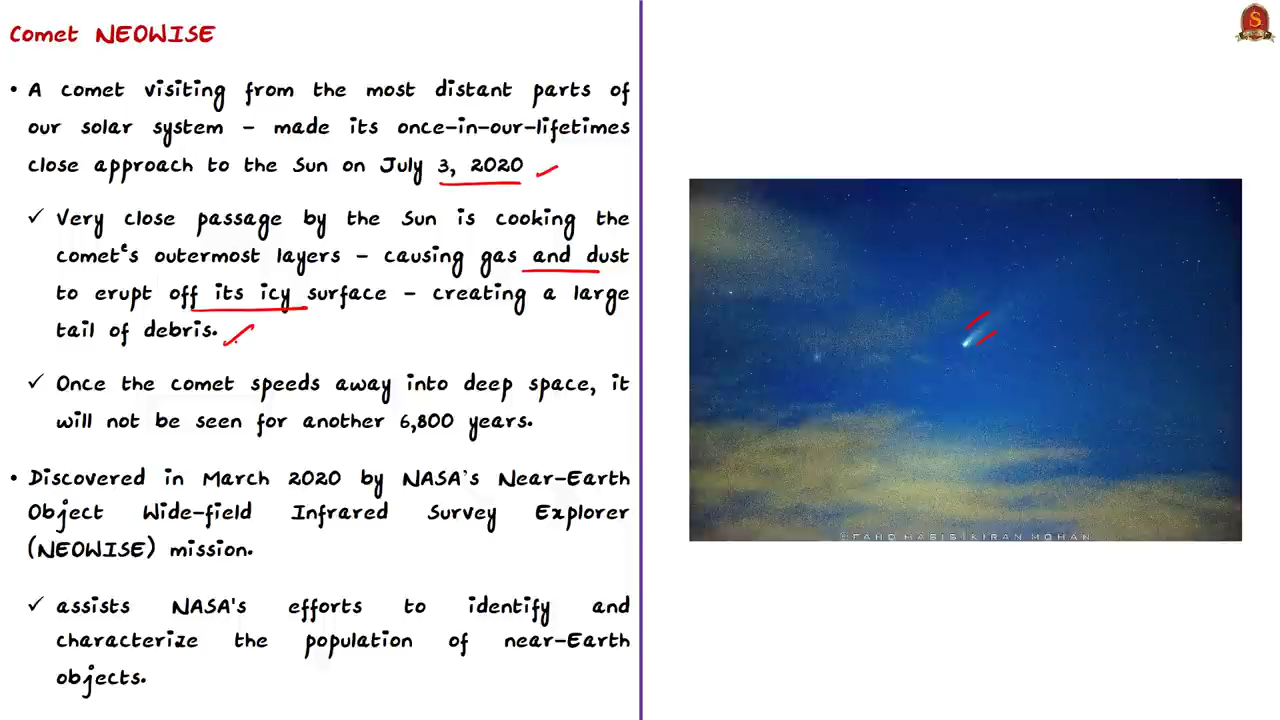 Comet NEOWISE
• A comet visiting from the most distant parts of
our solar system – made its once-in-our-lifetimes
close approach to the Sun on July 3, 2020
✓ Very close passage by the Sun is cooking the
comet's outermost layers – causing gas and dust
to erupt off its icy surface – creating a large
tail of debris.
✓ Once the comet speeds away into deep space, it
will not be seen for another 6,800 years.
• Discovered in March 2020 by NASA's Near-Earth
Object Wide-field Infrared Survey Explorer
(NEOWISE) mission.
✓ assists NASA's efforts to identify and
characterize the population of near-Earth
objects.
S
©FAHD HABIB | KIRAN MOHAN